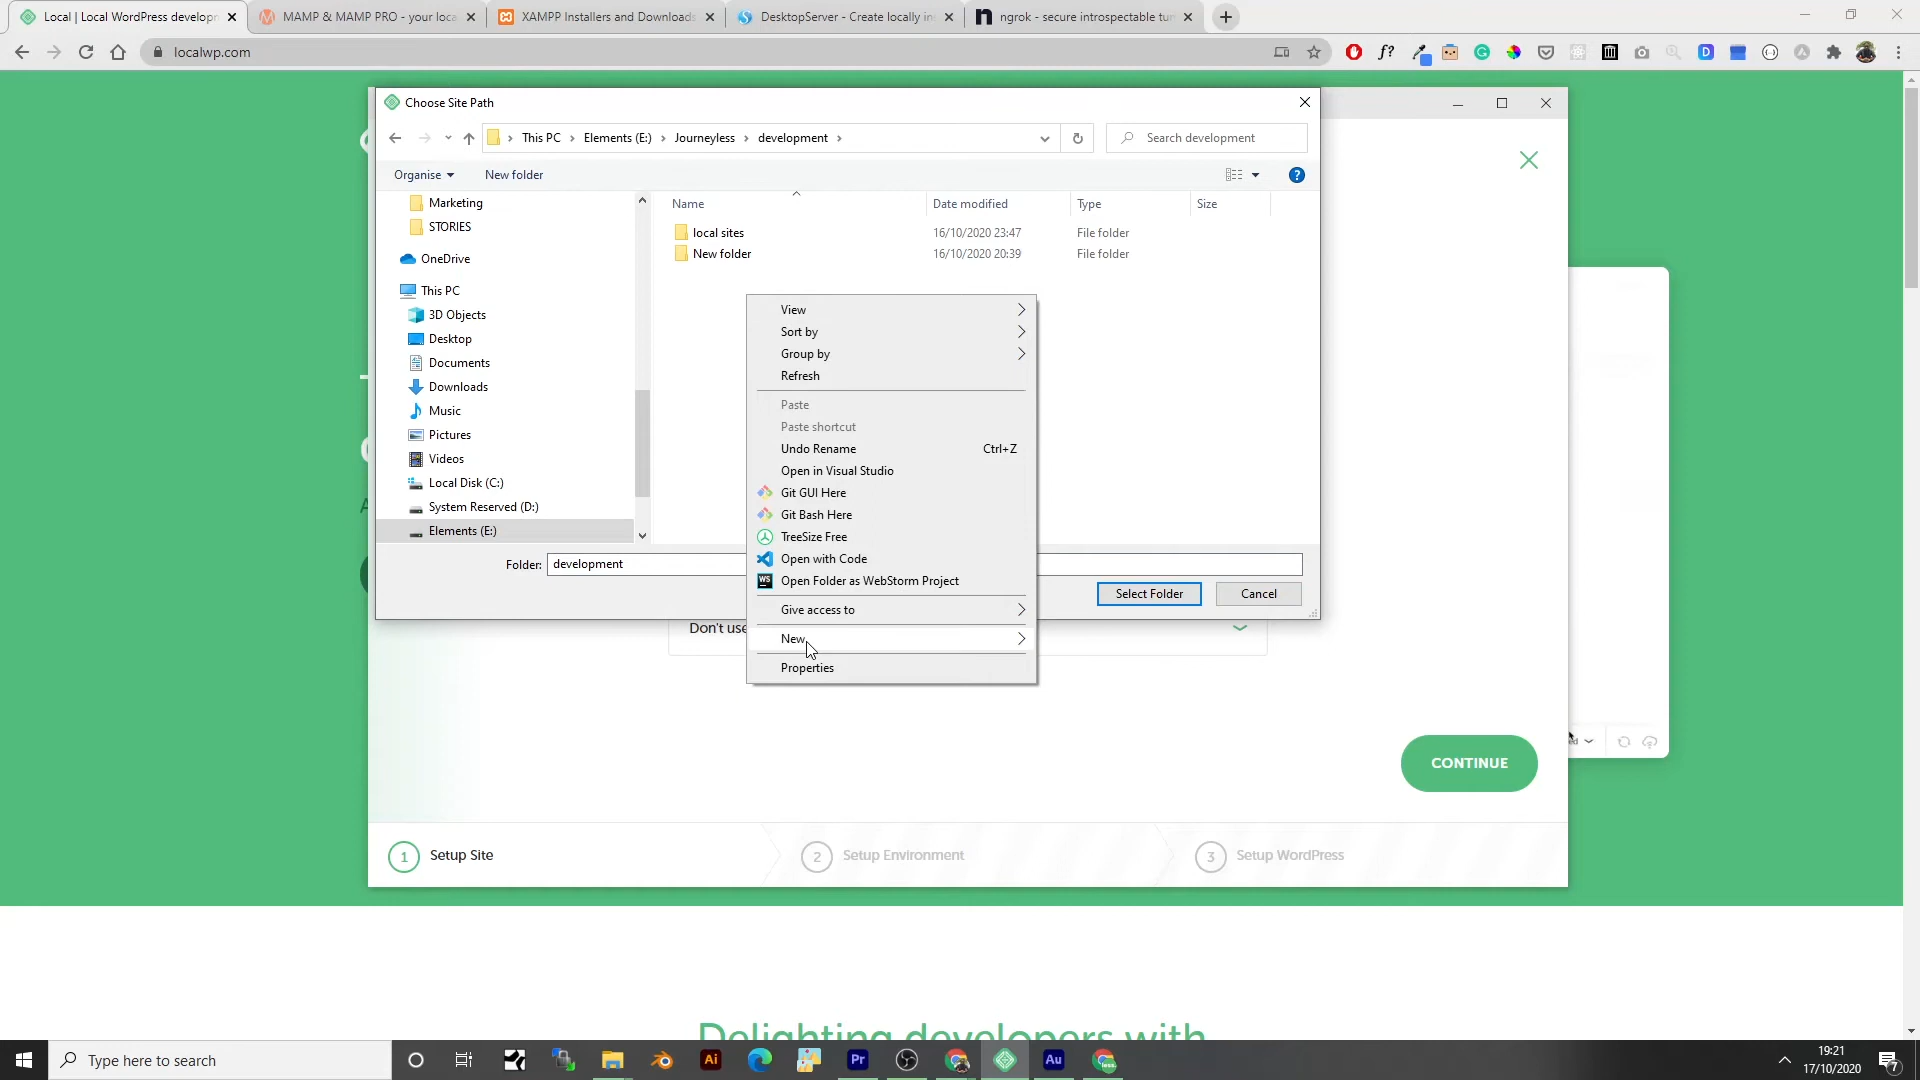 Local | Local WordPress developn
MAMP & MAMP PRO - your loca
XAMPP Installers and Downloads
DesktopServer - Create locally in
ngrok - secure introspectable tun
localwp.com
Choose Site Path
This PC > Elements (E:) > Journeyless > development >
Search development
Organise
New folder
Name
Date modified
Type
Size
Marketing
STORIES
OneDrive
This PC
3D Objects
Desktop
Documents
Downloads
Music
Pictures
Videos
Local Disk (C:)
System Reserved (D:)
Elements (E:)
local sites
16/10/2020 23:47
File folder
New folder
16/10/2020 20:39
File folder
View
Sort by
Group by
Refresh
Paste
Paste shortcut
Undo Rename
Ctrl+Z
Open in Visual Studio
Git GUI Here
Git Bash Here
TreeSize Free
Open with Code
Open Folder as WebStorm Project
Give access to
New
Properties
Folder:
development
Select Folder
Cancel
Don't use
CONTINUE
1
Setup Site
2
Setup Environment
3
Setup WordPress
Delighting developers with
Type here to search
19:21
17/10/2020